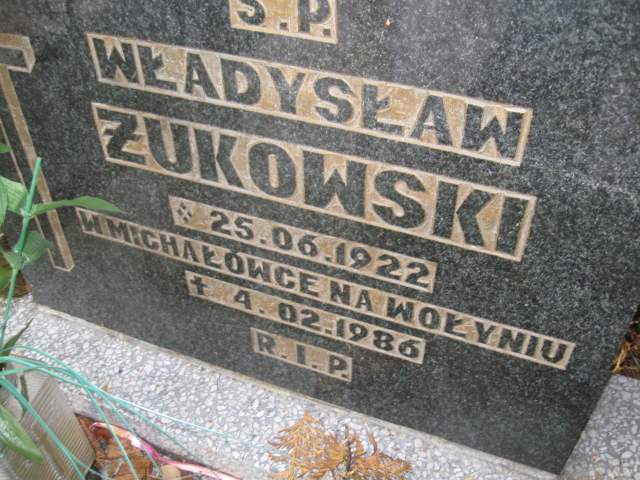 Ś.P.
WŁADYSŁAW
ŻUKOWSKI
25.06.1922
W MICHAŁÓWCE NA WOŁYNIU
✝ 4.02.1986
R.I.P.